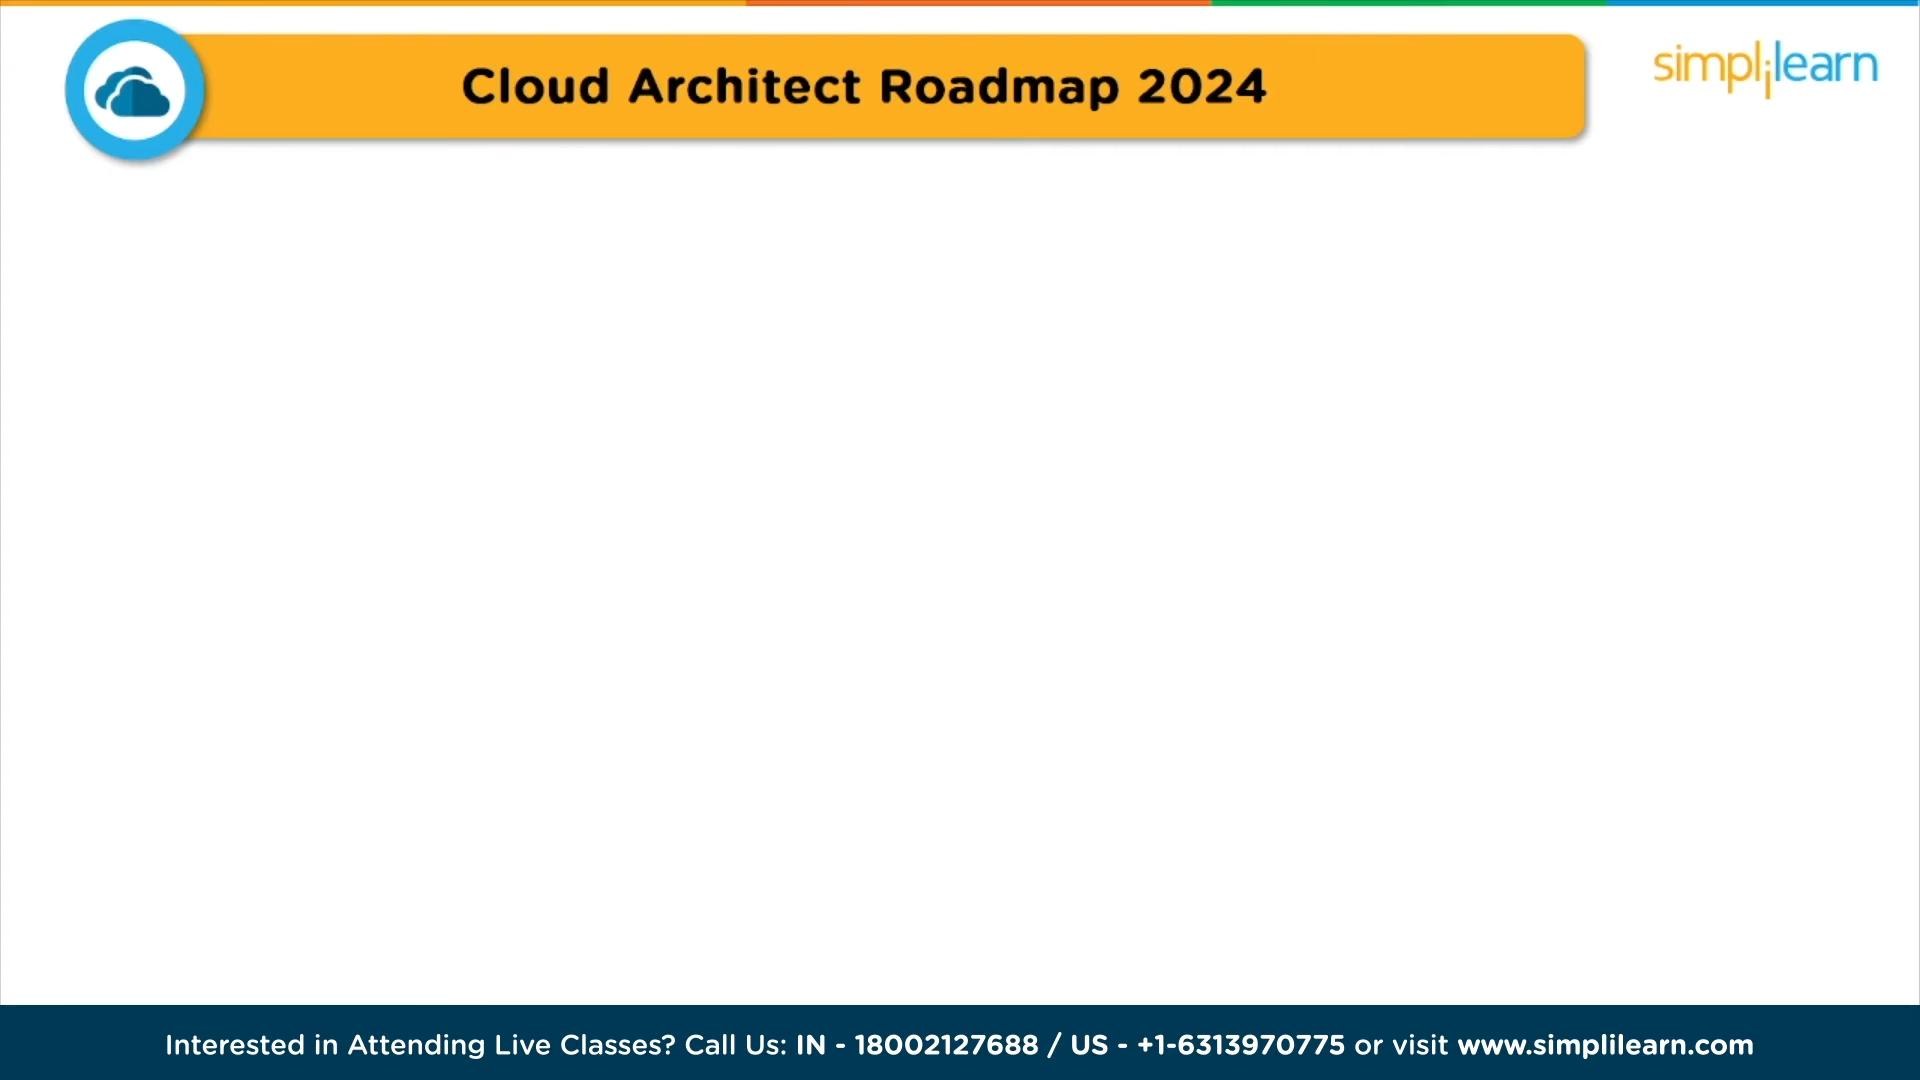 Cloud Architect Roadmap 2024
simplilearn
Interested in Attending Live Classes? Call Us: IN - 18002127688 / US - +1-6313970775 or visit www.simplilearn.com